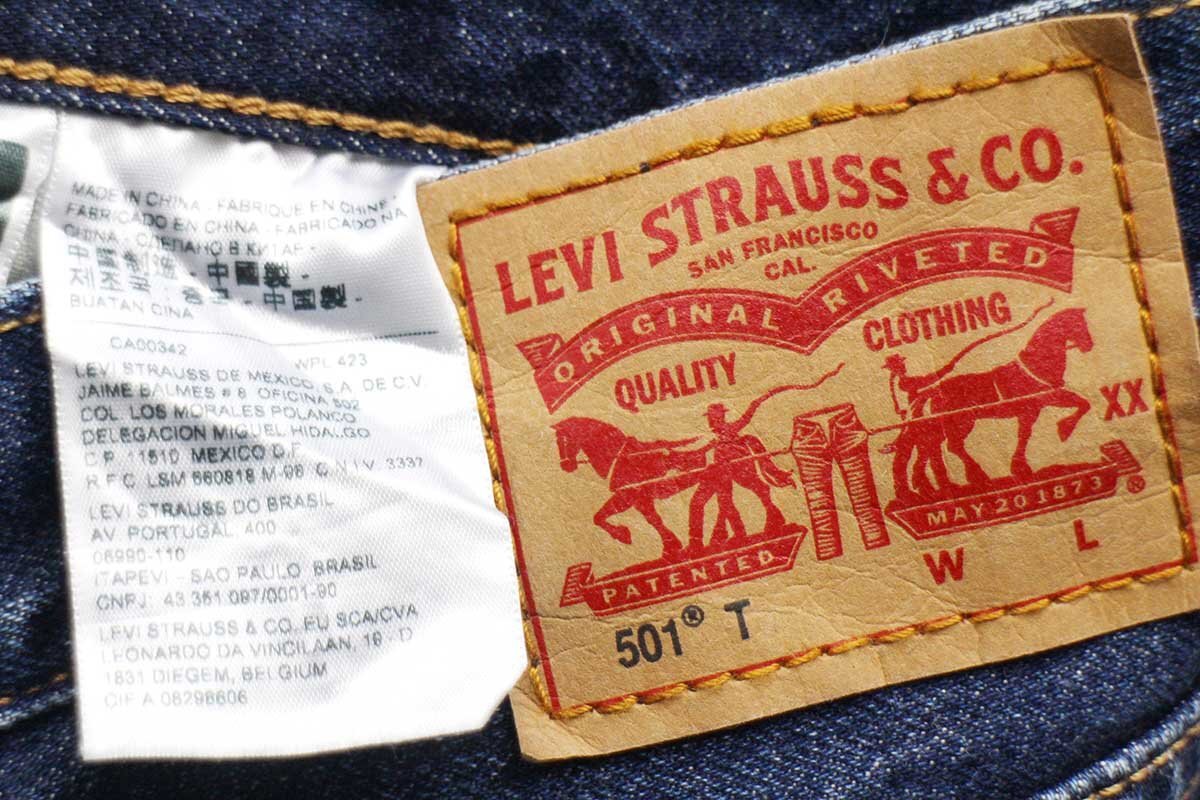 MADE IN CHINA - FABRIQUE EN CHINE -
FABRICADO EN CHINA - FABRICADO NA
CHINA - СДЕЛАНО В КИТАЕ -
中国制造 - 中國製 -
제조국 : 중국 - 中國製 -
BUATAN CINA
CA00342 WPL 423
LEVI STRAUSS DE MEXICO, S.A. DE C.V.
JAIME BALMES # 8 OFICINA 502
COL. LOS MORALES POLANCO
DELEGACION MIGUEL HIDALGO
C.P. 11510 MEXICO D.F.
R.F.C. LSM 660818 M-98 C.N.I.V. 3337
LEVI STRAUSS DO BRASIL
AV. PORTUGAL 400
06990-110
ITAPEVI - SAO PAULO BRASIL
CNPJ: 43.351.097/0001-90
LEVI STRAUSS & CO. EU SCA/CVA
LEONARDO DA VINCILAAN, 19 D
1831 DIEGEM, BELGIUM
CIF A 08298606
LEVI STRAUSS & CO.
SAN FRANCISCO
CAL.
ORIGINAL RIVETED
QUALITY CLOTHING
XX
PATENTED MAY 20 1873 ®
W L
501® T